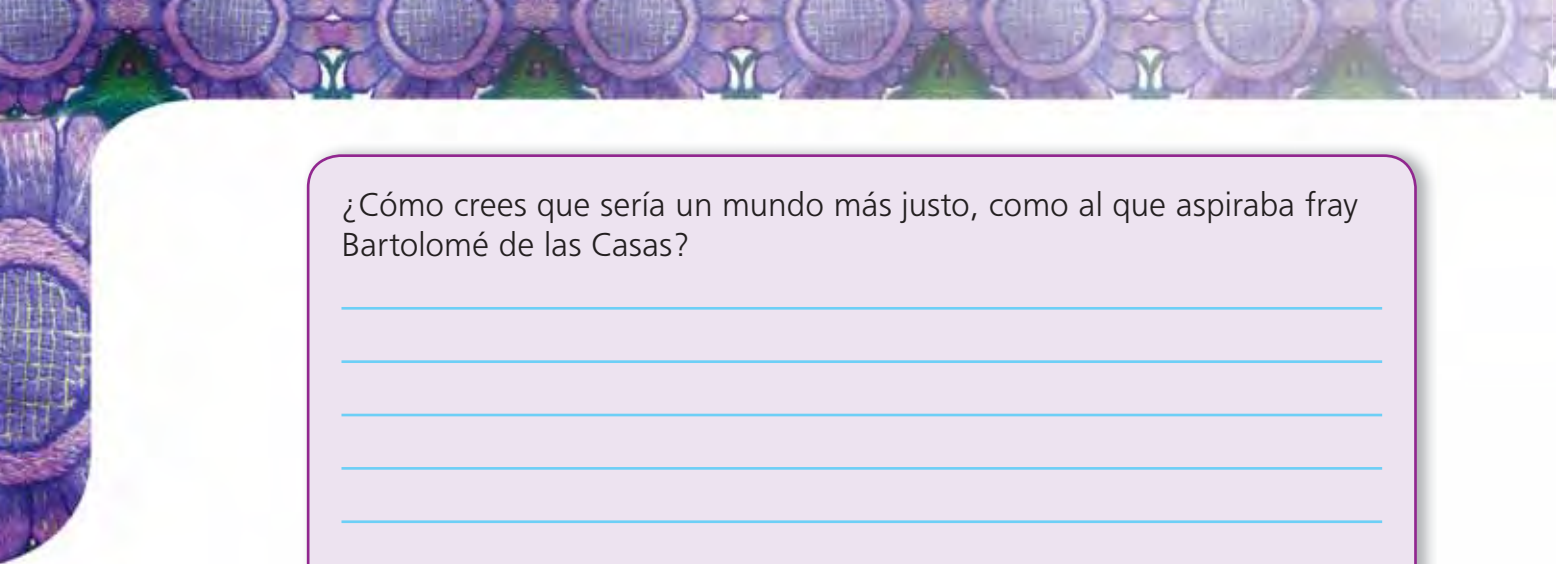 ¿Cómo crees que sería un mundo más justo, como al que aspiraba fray
Bartolomé de las Casas?